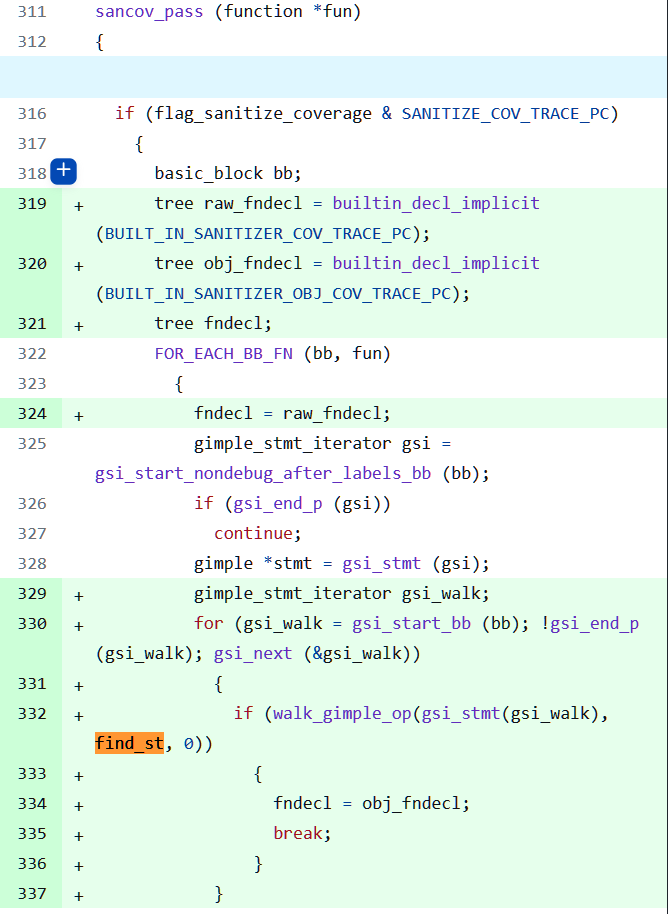 311 sancov_pass (function *fun)
312 {
316 if (flag_sanitize_coverage & SANITIZE_COV_TRACE_PC)
317 {
318 + basic_block bb;
319 + tree raw_fndecl = builtin_decl_implicit
(BUILT_IN_SANITIZER_COV_TRACE_PC);
320 + tree obj_fndecl = builtin_decl_implicit
(BUILT_IN_SANITIZER_OBJ_COV_TRACE_PC);
321 + tree fndecl;
322 FOR_EACH_BB_FN (bb, fun)
323 {
324 + fndecl = raw_fndecl;
325 gimple_stmt_iterator gsi =
gsi_start_nondebug_after_labels_bb (bb);
326 if (gsi_end_p (gsi))
327 continue;
328 gimple *stmt = gsi_stmt (gsi);
329 + gimple_stmt_iterator gsi_walk;
330 + for (gsi_walk = gsi_start_bb (bb); !gsi_end_p
(gsi_walk); gsi_next (&gsi_walk))
331 + {
332 + if (walk_gimple_op(gsi_stmt(gsi_walk),
find_st, 0))
333 + {
334 + fndecl = obj_fndecl;
335 + break;
336 + }
337 + }